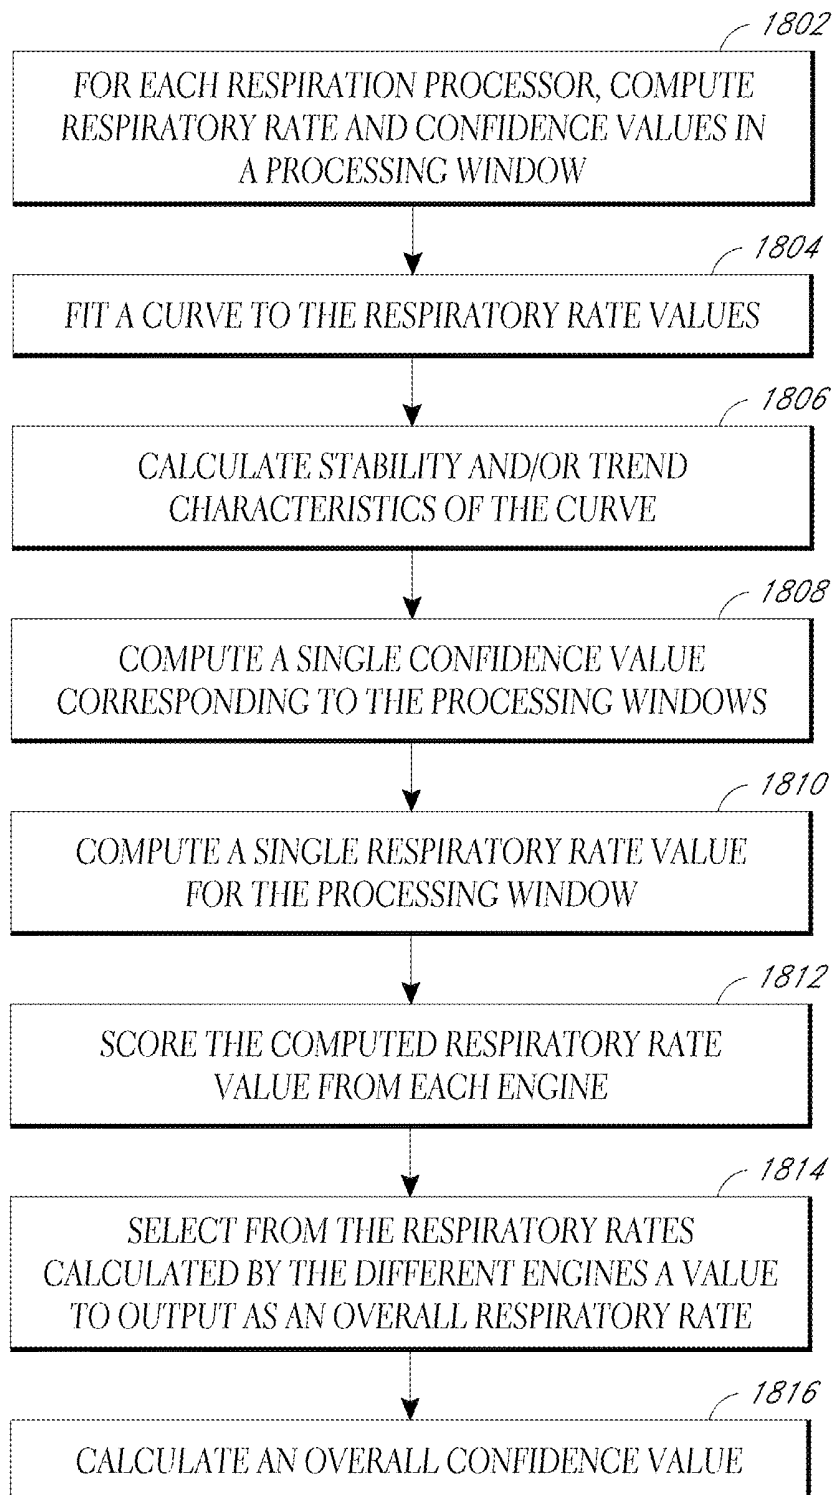 1802
FOR EACH RESPIRATION PROCESSOR, COMPUTE
RESPIRATORY RATE AND CONFIDENCE VALUES IN
A PROCESSING WINDOW
1804
FIT A CURVE TO THE RESPIRATORY RATE VALUES
1806
CALCULATE STABILITY AND/OR TREND
CHARACTERISTICS OF THE CURVE
1808
COMPUTE A SINGLE CONFIDENCE VALUE
CORRESPONDING TO THE PROCESSING WINDOWS
1810
COMPUTE A SINGLE RESPIRATORY RATE VALUE
FOR THE PROCESSING WINDOW
1812
SCORE THE COMPUTED RESPIRATORY RATE
VALUE FROM EACH ENGINE
1814
SELECT FROM THE RESPIRATORY RATES
CALCULATED BY THE DIFFERENT ENGINES A VALUE
TO OUTPUT AS AN OVERALL RESPIRATORY RATE
1816
CALCULATE AN OVERALL CONFIDENCE VALUE